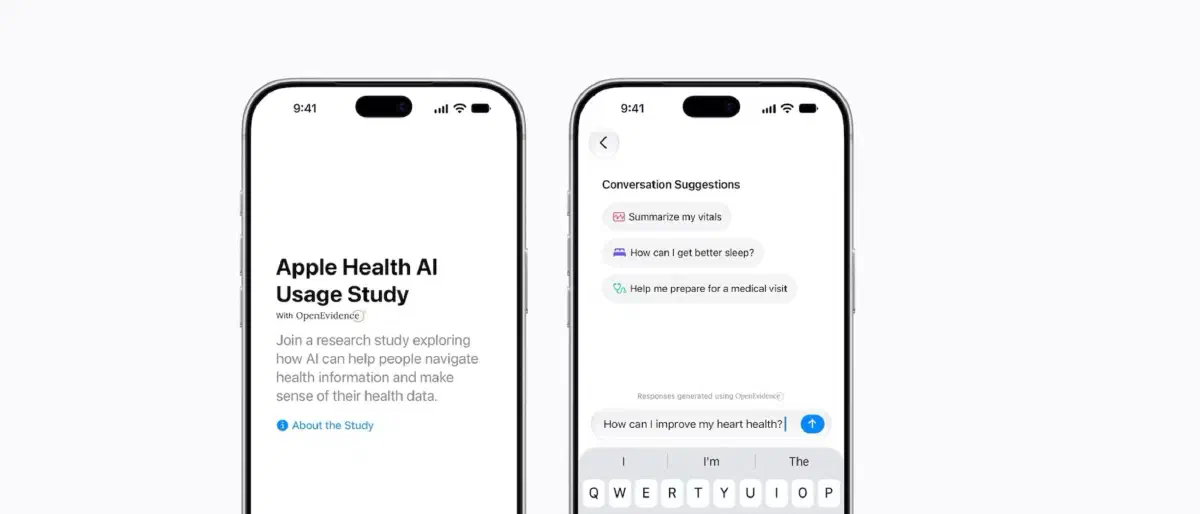 9:41
Apple Health AI
Usage Study
With OpenEvidence
Join a research study exploring
how AI can help people navigate
health information and make
sense of their health data.
About the Study
9:41
Conversation Suggestions
Summarize my vitals
How can I get better sleep?
Help me prepare for a medical visit
Responses generated using OpenEvidence
How can I improve my heart health?
I I'm The
Q W E R T Y U I O P